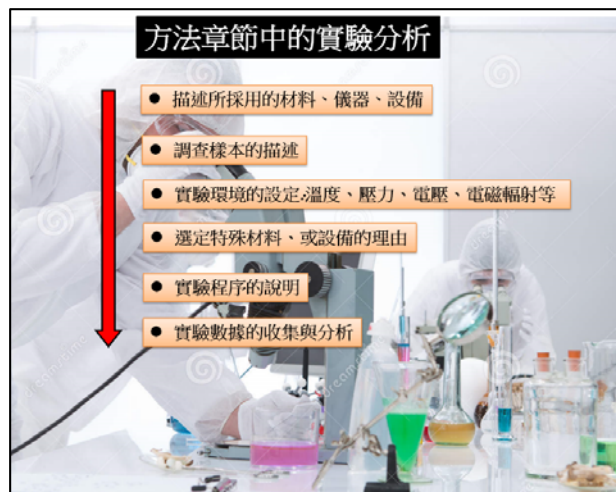 方法章節中的實驗分析
● 描述所採用的材料、儀器、設備
● 調查樣本的描述
● 實驗環境的設定:溫度、壓力、電壓、電磁輻射等
● 選定特殊材料、或設備的理由
● 實驗程序的說明
● 實驗數據的收集與分析